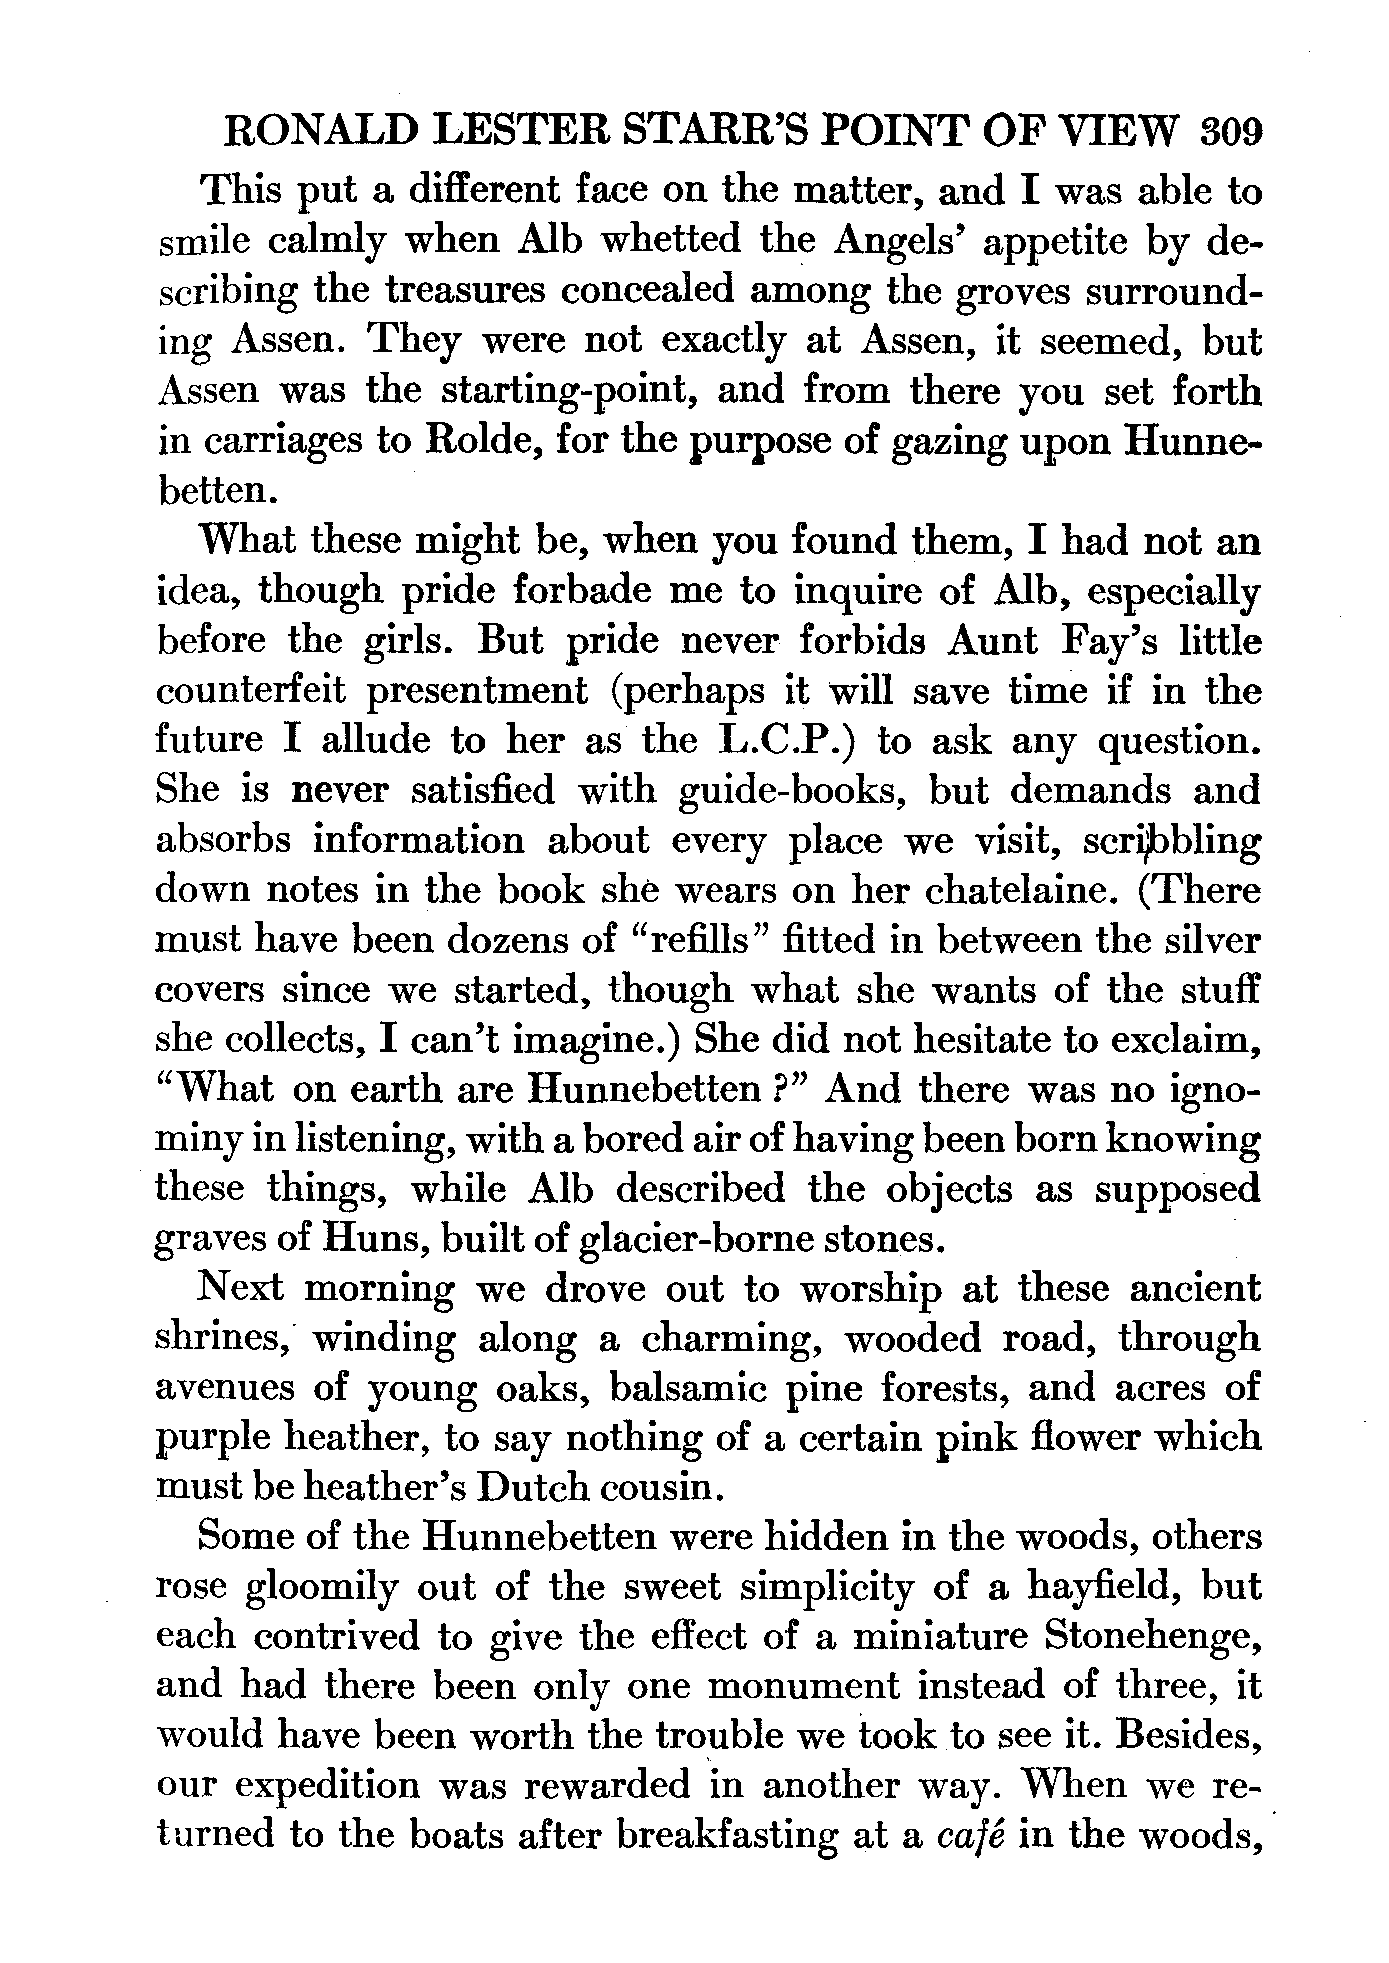 RONALD LESTER STARR'S POINT OF VIEW 309
This put a different face on the matter, and I was able to
smile calmly when Alb whetted the Angels' appetite by de-
scribing the treasures concealed among the groves surround-
ing Assen. They were not exactly at Assen, it seemed, but
Assen was the starting-point, and from there you set forth
in carriages to Rolde, for the purpose of gazing upon Hunne-
betten.
What these might be, when you found them, I had not an
idea, though pride forbade me to inquire of Alb, especially
before the girls. But pride never forbids Aunt Fay's little
counterfeit presentment (perhaps it will save time if in the
future I allude to her as the L.C.P.) to ask any question.
She is never satisfied with guide-books, but demands and
absorbs information about every place we visit, scribbling
down notes in the book she wears on her chatelaine. (There
must have been dozens of "refills" fitted in between the silver
covers since we started, though what she wants of the stuff
she collects, I can't imagine.) She did not hesitate to exclaim,
"What on earth are Hunnebetten?" And there was no igno-
miny in listening, with a bored air of having been born knowing
these things, while Alb described the objects as supposed
graves of Huns, built of glacier-borne stones.
Next morning we drove out to worship at these ancient
shrines, winding along a charming, wooded road, through
avenues of young oaks, balsamic pine forests, and acres of
purple heather, to say nothing of a certain pink flower which
must be heather's Dutch cousin.
Some of the Hunnebetten were hidden in the woods, others
rose gloomily out of the sweet simplicity of a hayfield, but
each contrived to give the effect of a miniature Stonehenge,
and had there been only one monument instead of three, it
would have been worth the trouble we took to see it. Besides,
our expedition was rewarded in another way. When we re-
turned to the boats after breakfasting at a café in the woods,